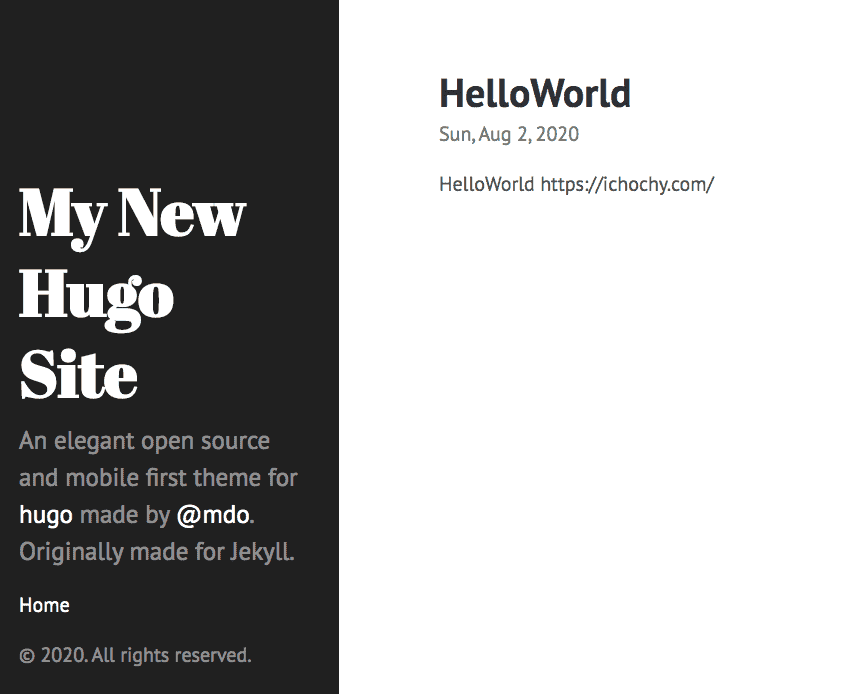 My New
Hugo
Site
An elegant open source
and mobile first theme for
hugo made by @mdo.
Originally made for Jekyll.
Home
© 2020. All rights reserved.
HelloWorld
Sun, Aug 2, 2020
HelloWorld https://ichochy.com/